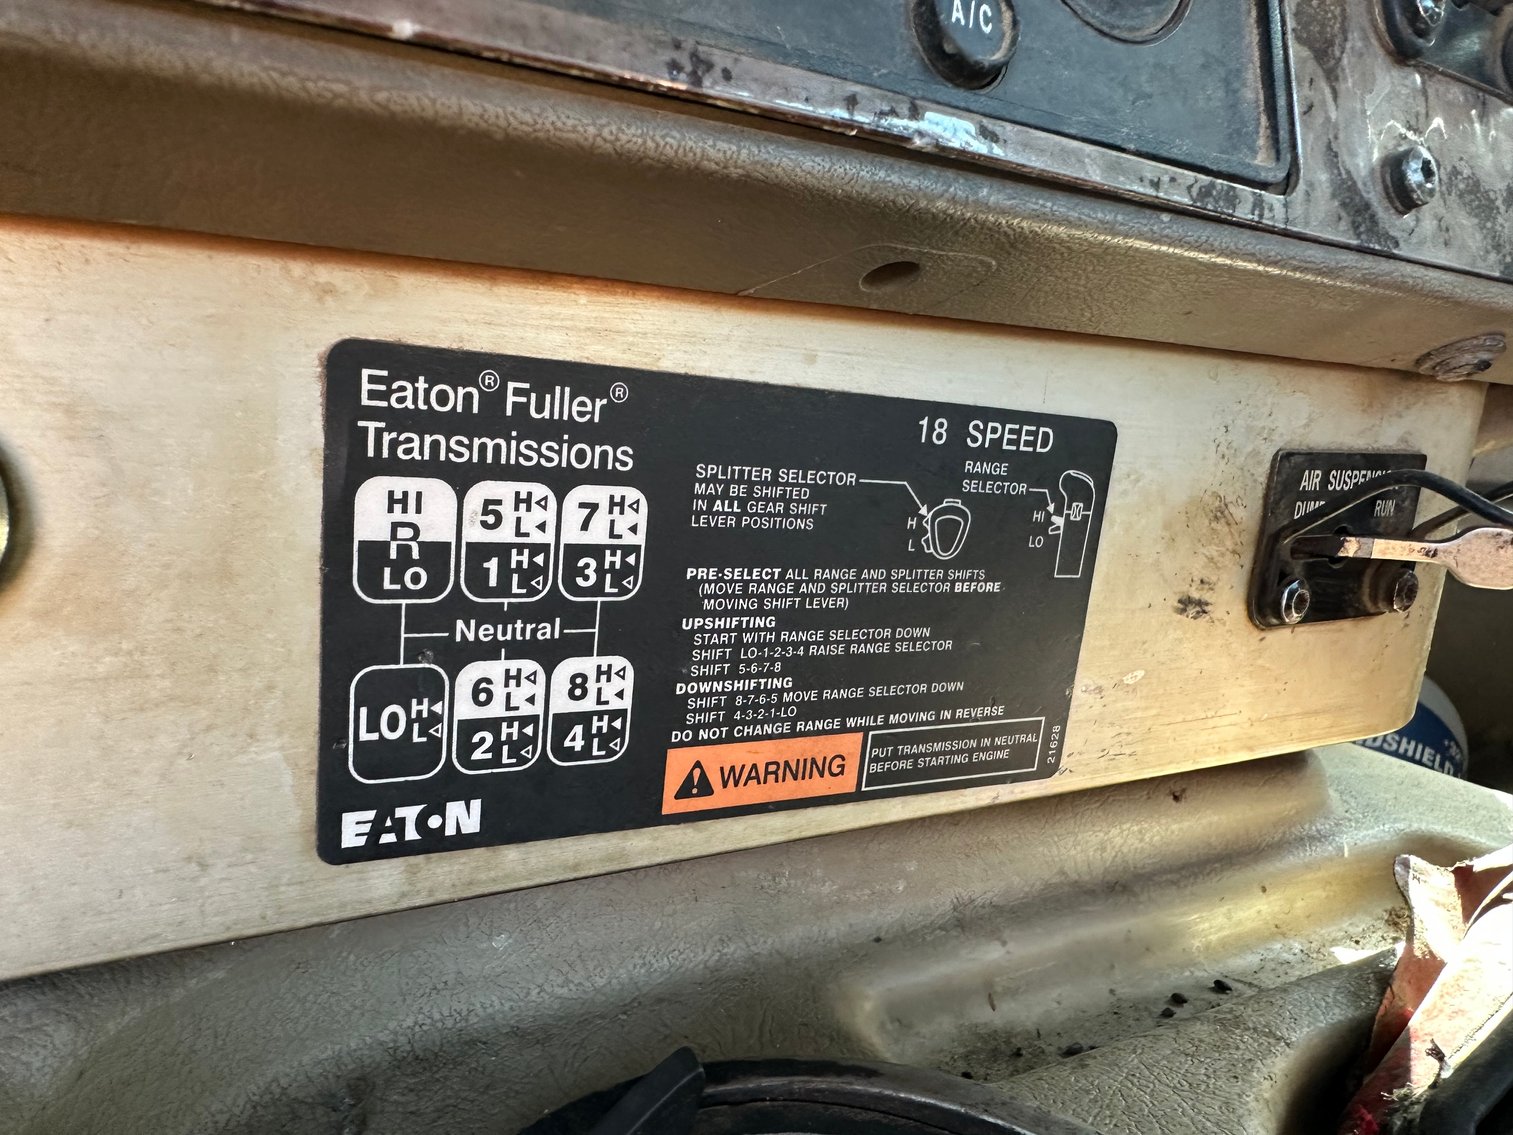 A/C
Eaton® Fuller®
Transmissions
18 SPEED
HI
R
LO
5 H L
1 H L
7 H L
3 H L
Neutral
LO H L
6 H L
2 H L
8 H L
4 H L
SPLITTER SELECTOR
MAY BE SHIFTED
IN ALL GEAR SHIFT
LEVER POSITIONS
H
L
RANGE
SELECTOR
HI
LO
PRE-SELECT ALL RANGE AND SPLITTER SHIFTS
(MOVE RANGE AND SPLITTER SELECTOR BEFORE
MOVING SHIFT LEVER)
UPSHIFTING
START WITH RANGE SELECTOR DOWN
SHIFT LO-1-2-3-4 RAISE RANGE SELECTOR
SHIFT 5-6-7-8
DOWNSHIFTING
SHIFT 8-7-6-5 MOVE RANGE SELECTOR DOWN
SHIFT 4-3-2-1-LO
DO NOT CHANGE RANGE WHILE MOVING IN REVERSE
WARNING
PUT TRANSMISSION IN NEUTRAL
BEFORE STARTING ENGINE
21628
EATON
AIR SUSPENSIO
DUM RUN